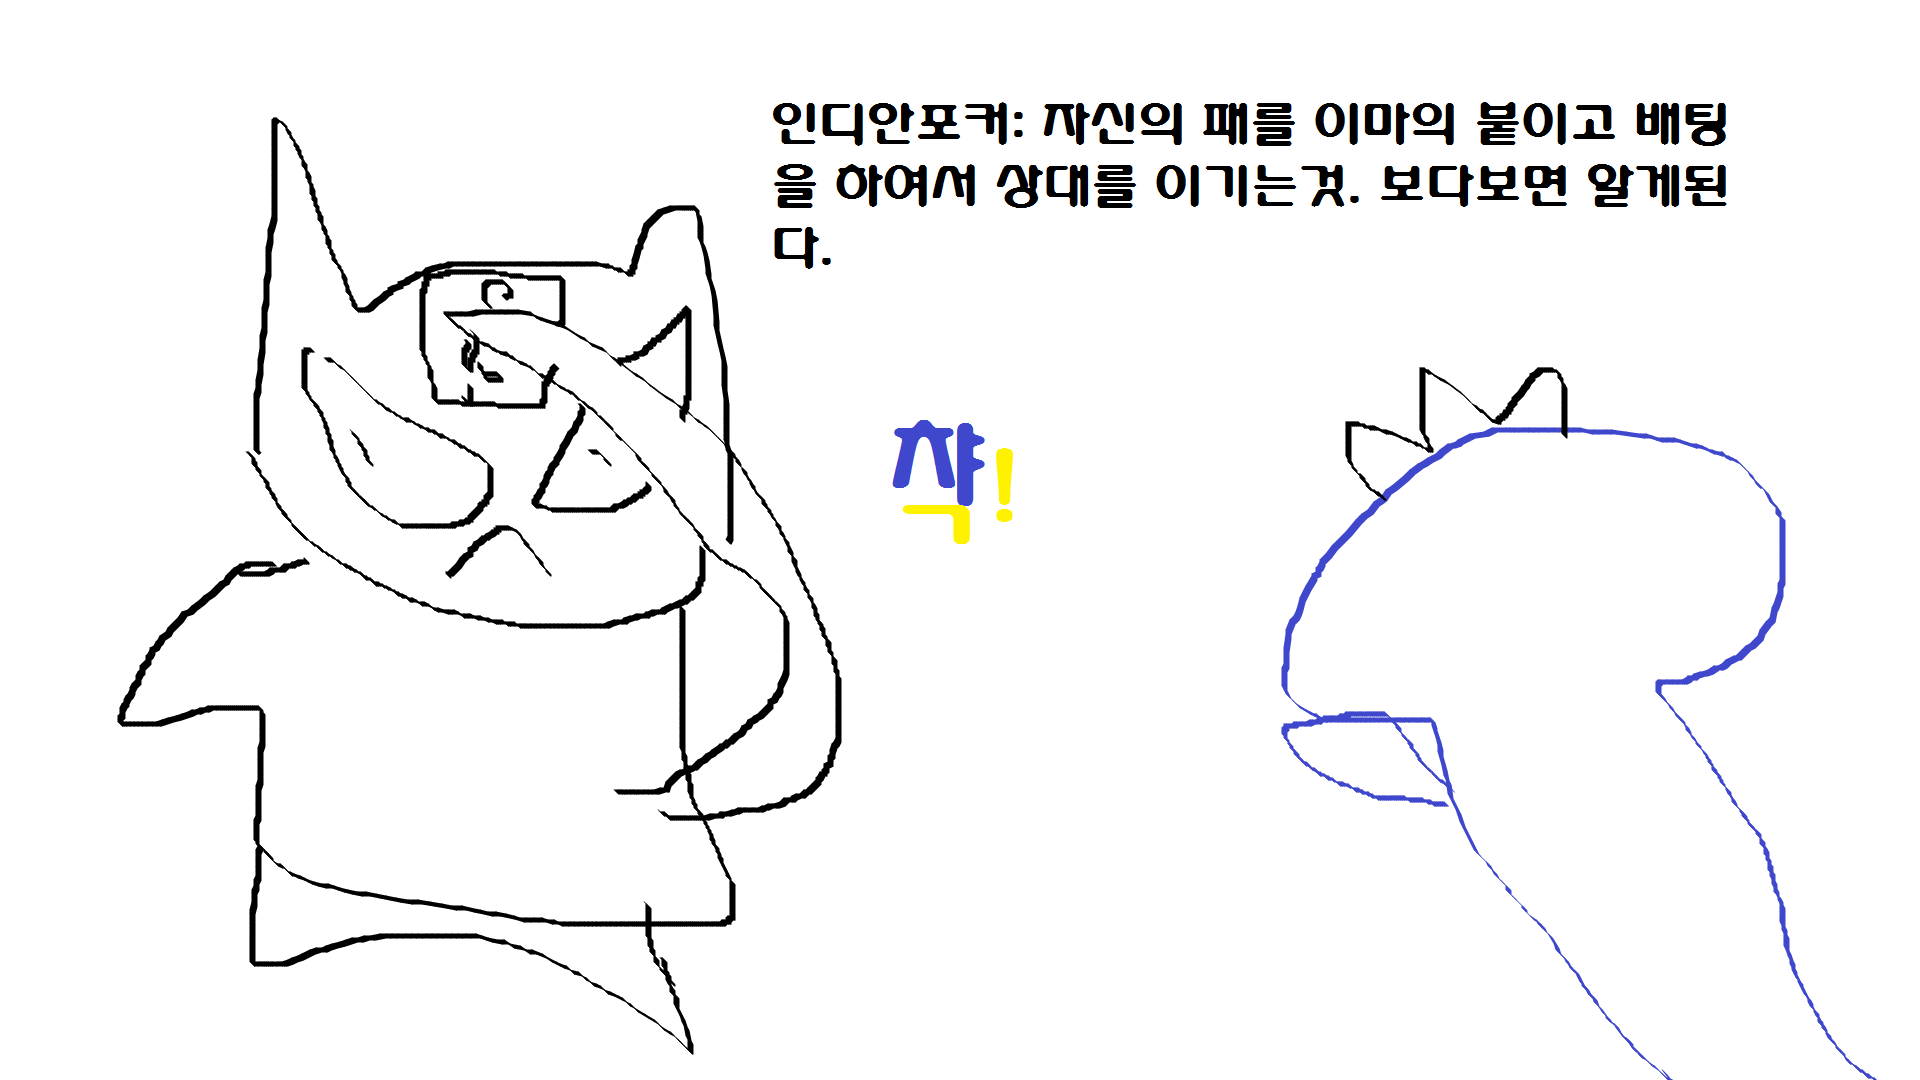 인디안포커: 자신의 패를 이마의 붙이고 배팅
을 하여서 상대를 이기는것. 보다보면 알게된
다.
챡!